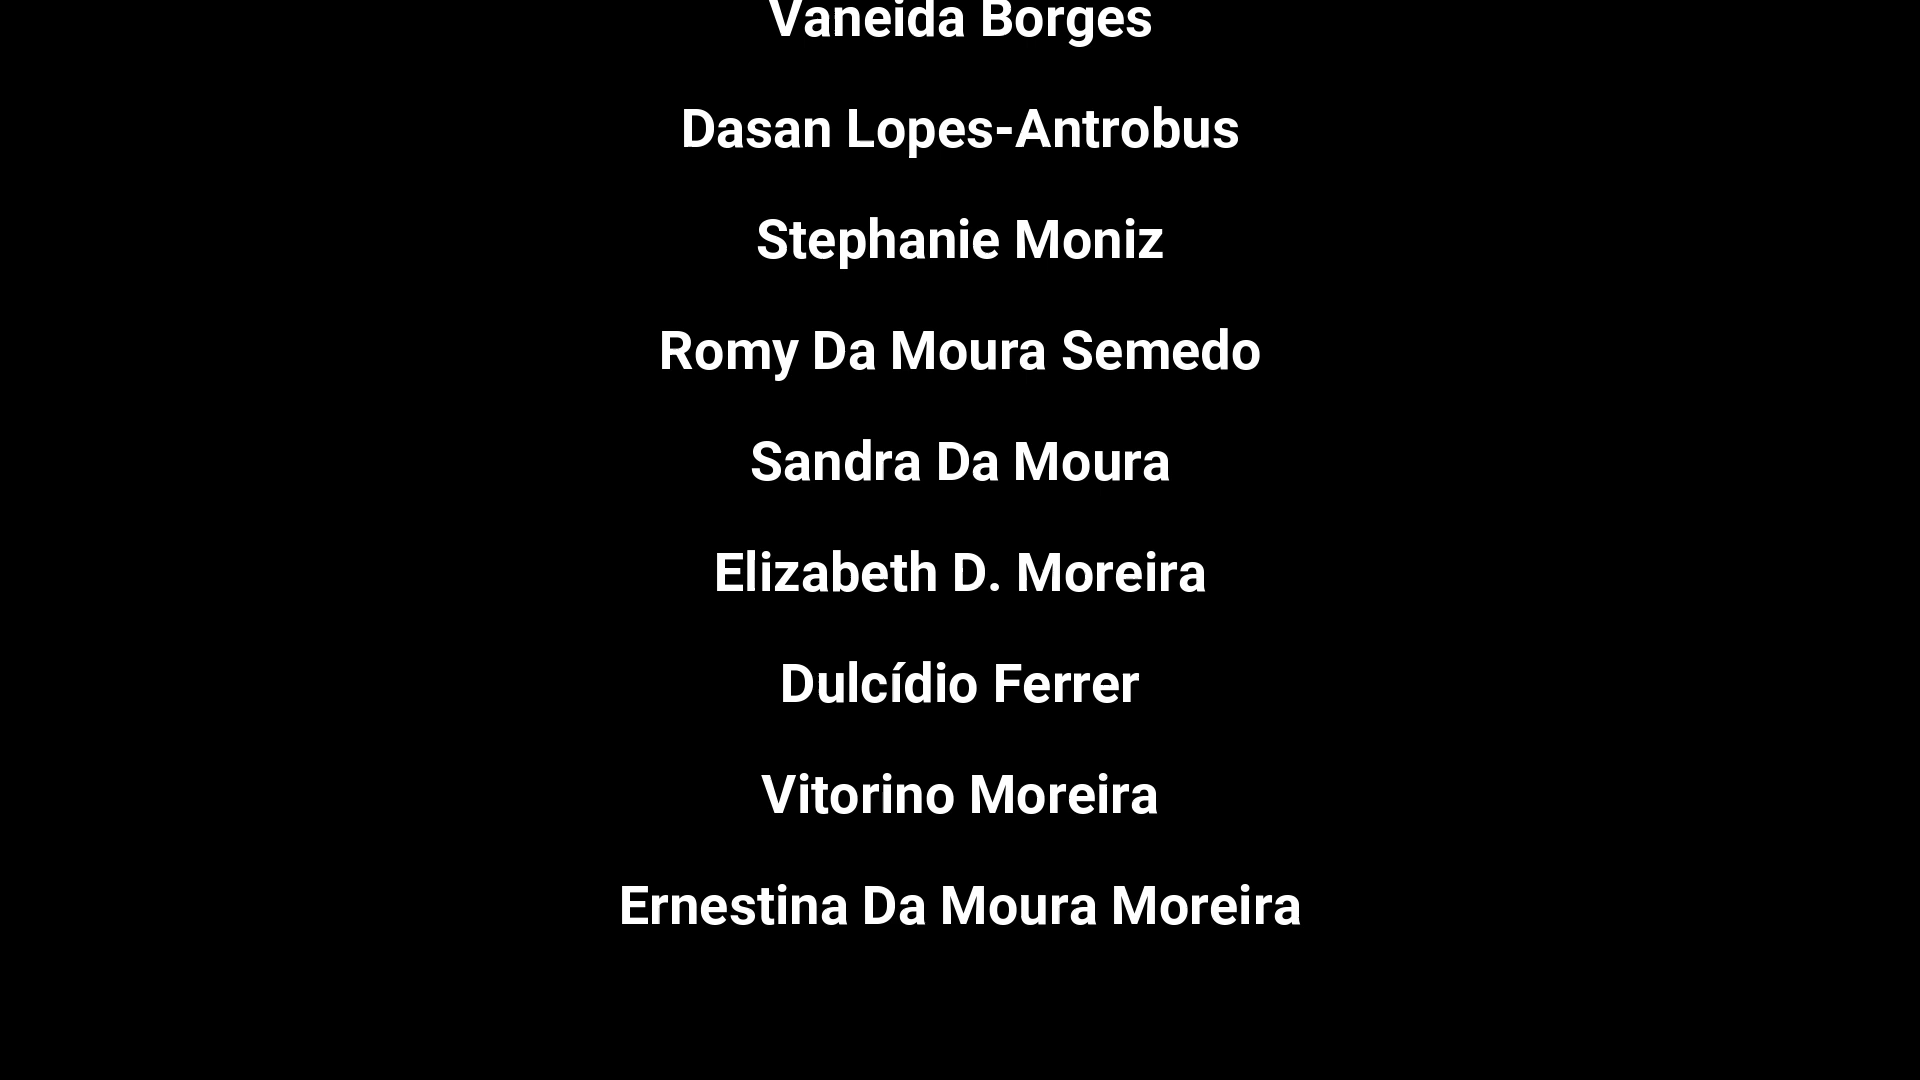 Vaneida Borges
Dasan Lopes-Antrobus
Stephanie Moniz
Romy Da Moura Semedo
Sandra Da Moura
Elizabeth D. Moreira
Dulcídio Ferrer
Vitorino Moreira
Ernestina Da Moura Moreira